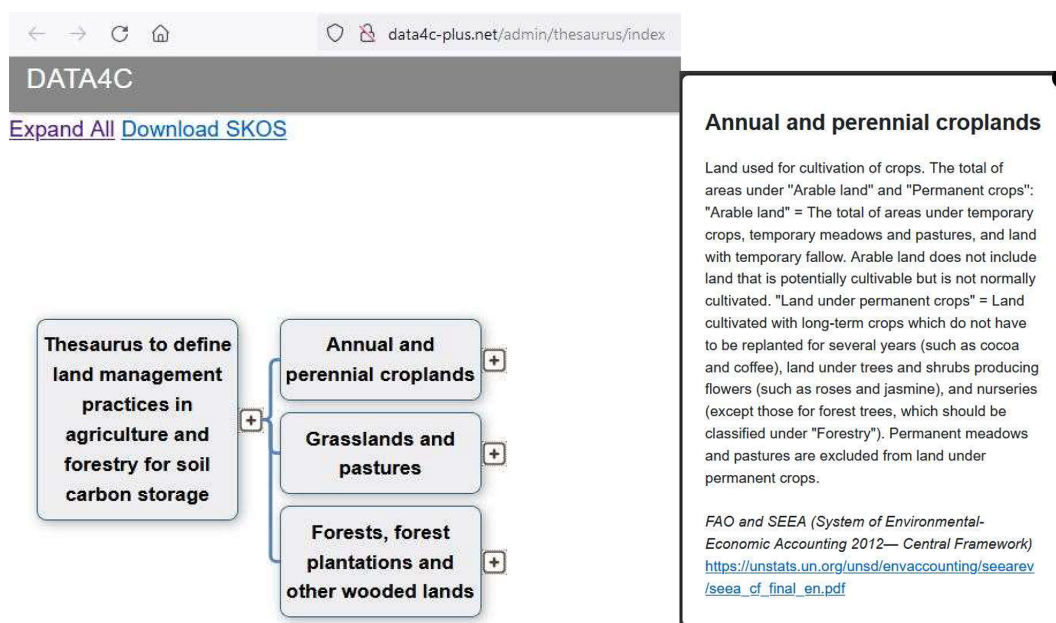 data4c-plus.net/admin/thesaurus/index
DATA4C
Expand All Download SKOS
Thesaurus to define
land management
practices in
agriculture and
forestry for soil
carbon storage
+
Annual and
perennial croplands
+
Grasslands and
pastures
+
Forests, forest
plantations and
other wooded lands
+
Annual and perennial croplands
Land used for cultivation of crops. The total of
areas under "Arable land" and "Permanent crops":
"Arable land" = The total of areas under temporary
crops, temporary meadows and pastures, and land
with temporary fallow. Arable land does not include
land that is potentially cultivable but is not normally
cultivated. "Land under permanent crops" = Land
cultivated with long-term crops which do not have
to be replanted for several years (such as cocoa
and coffee), land under trees and shrubs producing
flowers (such as roses and jasmine), and nurseries
(except those for forest trees, which should be
classified under "Forestry"). Permanent meadows
and pastures are excluded from land under
permanent crops.
FAO and SEEA (System of Environmental-
Economic Accounting 2012— Central Framework)
https://unstats.un.org/unsd/envaccounting/seearev
/seea_cf_final_en.pdf